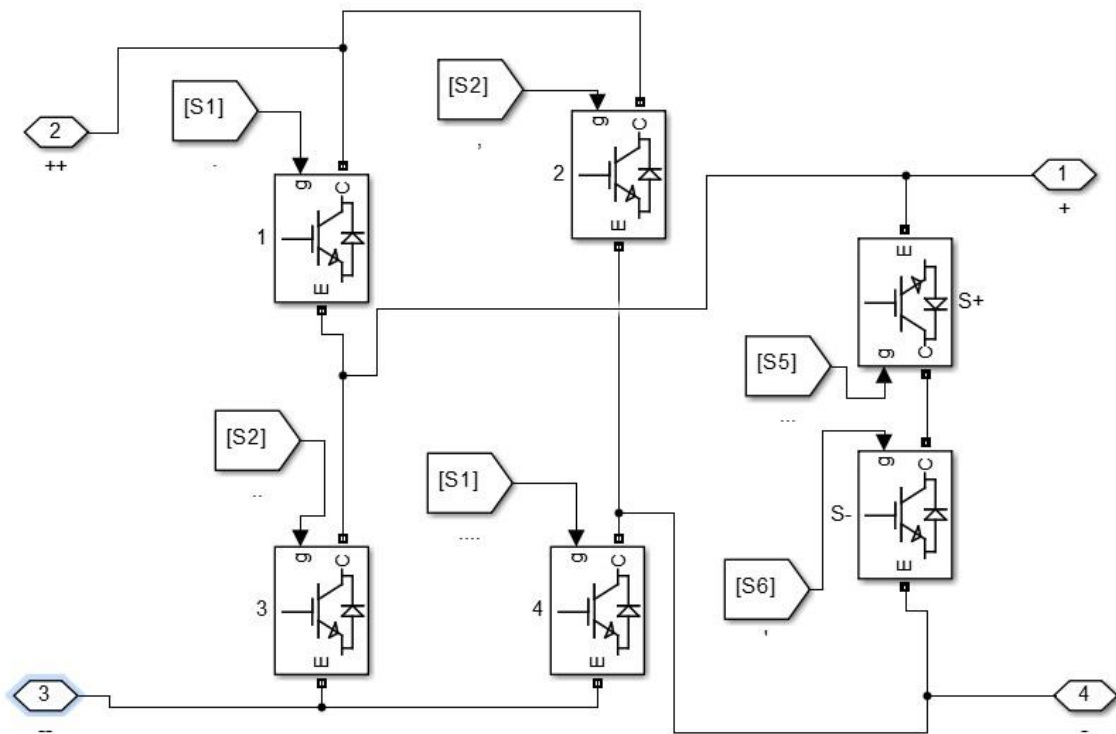 2
++
[S1]
.
g
C
1
E
[S2]
,
g
C
2
E
1
+
E
S+
g
C
[S5]
...
[S2]
..
g
C
3
E
[S1]
....
g
C
4
E
g
C
S-
E
[S6]
'
3
--
4
-